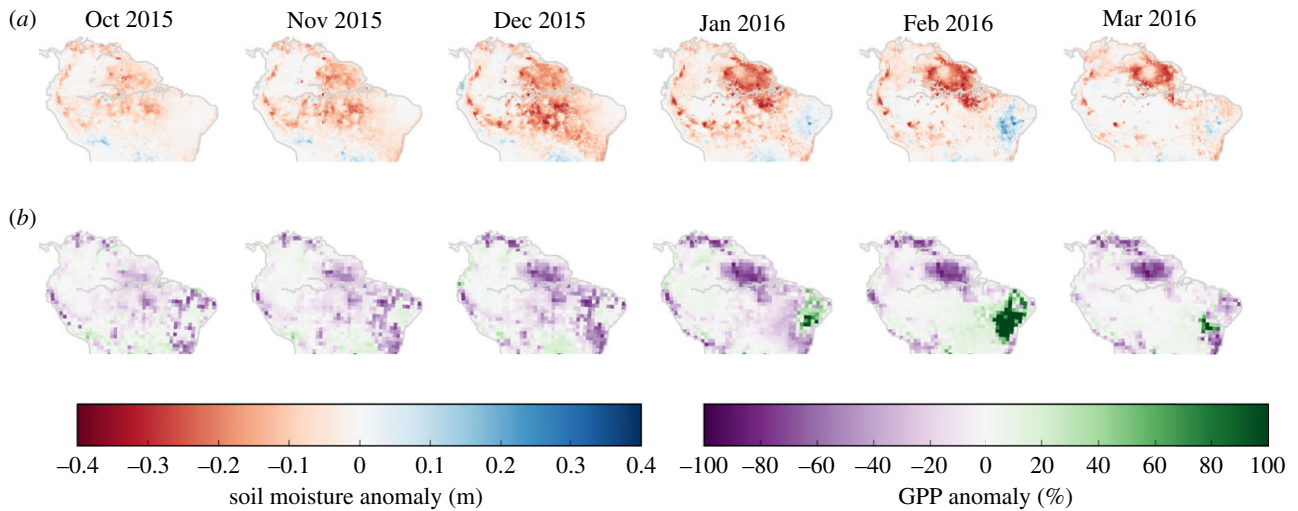 (a)
Oct 2015 Nov 2015 Dec 2015 Jan 2016 Feb 2016 Mar 2016
(b)
–0.4 –0.3 –0.2 –0.1 0 0.1 0.2 0.3 0.4
soil moisture anomaly (m)
–100 –80 –60 –40 –20 0 20 40 60 80 100
GPP anomaly (%)